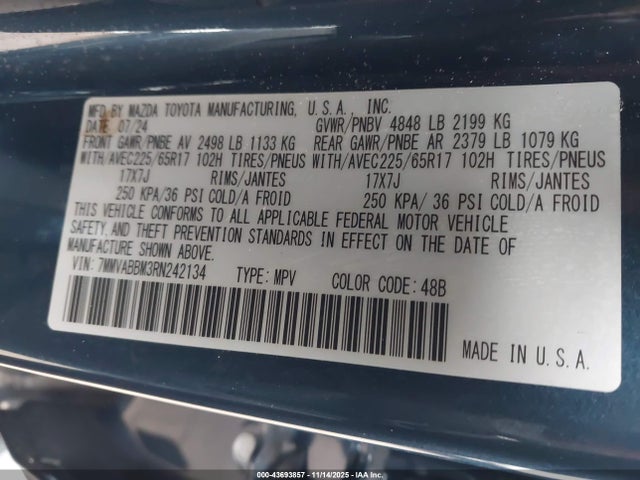 MFD BY MAZDA TOYOTA MANUFACTURING, U.S.A., INC.
DATE 07/24 GVWR/PNBV 4848 LB 2199 KG
FRONT GAWR/PNBE AV 2498 LB 1133 KG REAR GAWR/PNBE AR 2379 LB 1079 KG
WITH/AVEC225/65R17 102H TIRES/PNEUS WITH/AVEC225/65R17 102H TIRES/PNEUS
17X7J RIMS/JANTES 17X7J RIMS/JANTES
250 KPA/36 PSI COLD/A FROID 250 KPA/36 PSI COLD/A FROID
THIS VEHICLE CONFORMS TO ALL APPLICABLE FEDERAL MOTOR VEHICLE
SAFETY, AND THEFT PREVENTION STANDARDS IN EFFECT ON THE DATE OF
MANUFACTURE SHOWN ABOVE.
VIN: 7MMVABBM3RN242134 TYPE: MPV COLOR CODE: 48B
MADE IN U.S.A.
000-43693857 - 11/14/2025 - IAA Inc.